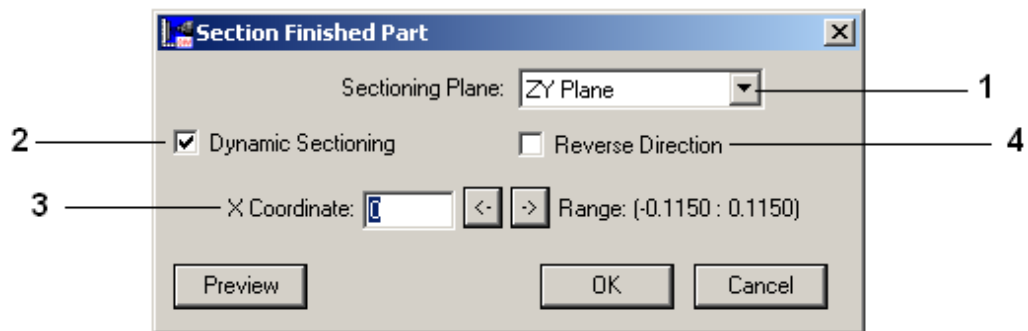 Section Finished Part
Sectioning Plane: ZY Plane 1
2 Dynamic Sectioning Reverse Direction 4
3 X Coordinate: 0 <- -> Range: (-0.1150 : 0.1150)
Preview OK Cancel